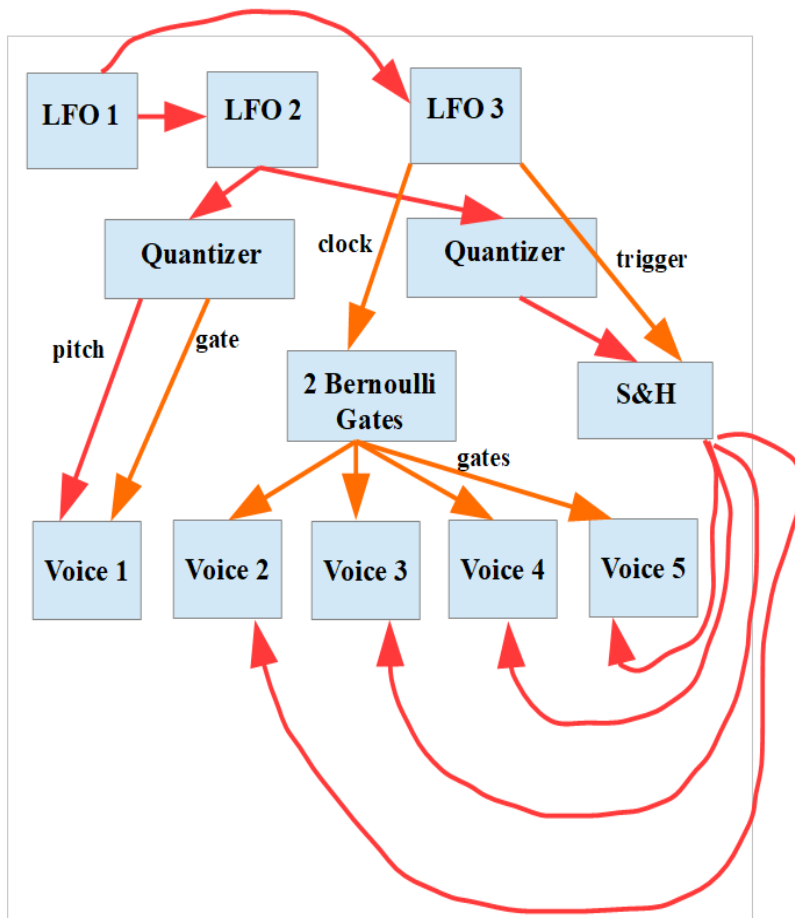 LFO 1
LFO 2
LFO 3
Quantizer
clock
Quantizer
trigger
pitch
gate
2 Bernoulli
Gates
S&H
gates
Voice 1
Voice 2
Voice 3
Voice 4
Voice 5